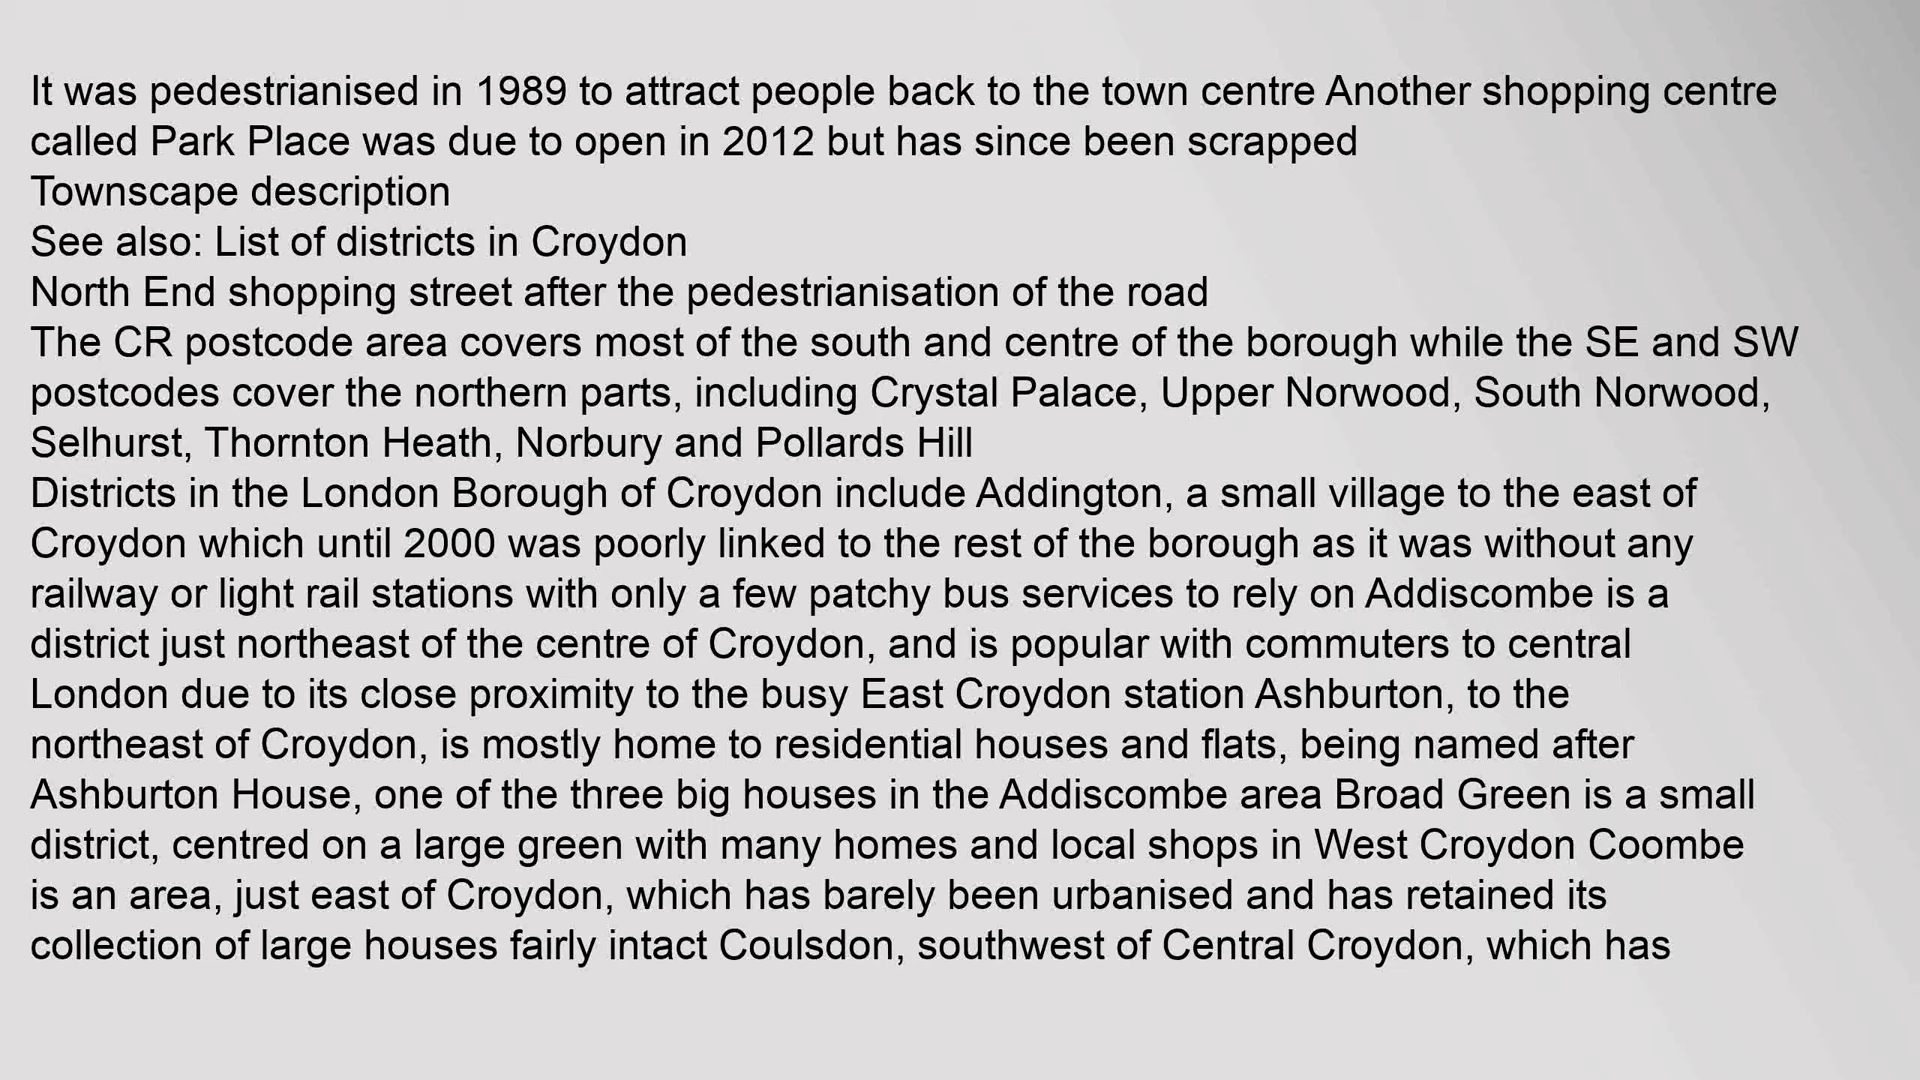 It was pedestrianised in 1989 to attract people back to the town centre Another shopping centre
called Park Place was due to open in 2012 but has since been scrapped
Townscape description
See also: List of districts in Croydon
North End shopping street after the pedestrianisation of the road
The CR postcode area covers most of the south and centre of the borough while the SE and SW
postcodes cover the northern parts, including Crystal Palace, Upper Norwood, South Norwood,
Selhurst, Thornton Heath, Norbury and Pollards Hill
Districts in the London Borough of Croydon include Addington, a small village to the east of
Croydon which until 2000 was poorly linked to the rest of the borough as it was without any
railway or light rail stations with only a few patchy bus services to rely on Addiscombe is a
district just northeast of the centre of Croydon, and is popular with commuters to central
London due to its close proximity to the busy East Croydon station Ashburton, to the
northeast of Croydon, is mostly home to residential houses and flats, being named after
Ashburton House, one of the three big houses in the Addiscombe area Broad Green is a small
district, centred on a large green with many homes and local shops in West Croydon Coombe
is an area, just east of Croydon, which has barely been urbanised and has retained its
collection of large houses fairly intact Coulsdon, southwest of Central Croydon, which has